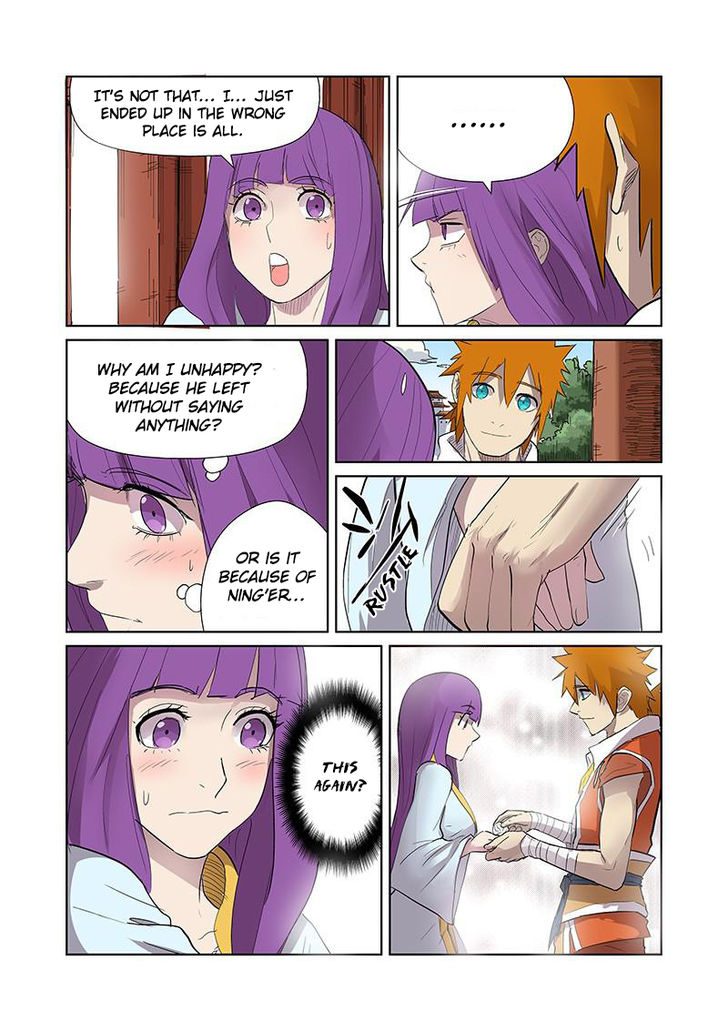 IT'S NOT THAT... I... JUST
ENDED UP IN THE WRONG
PLACE IS ALL.
......
WHY AM I UNHAPPY?
BECAUSE HE LEFT
WITHOUT SAYING
ANYTHING?
OR IS IT
BECAUSE OF
NING'ER...
RUSTLE
THIS
AGAIN?